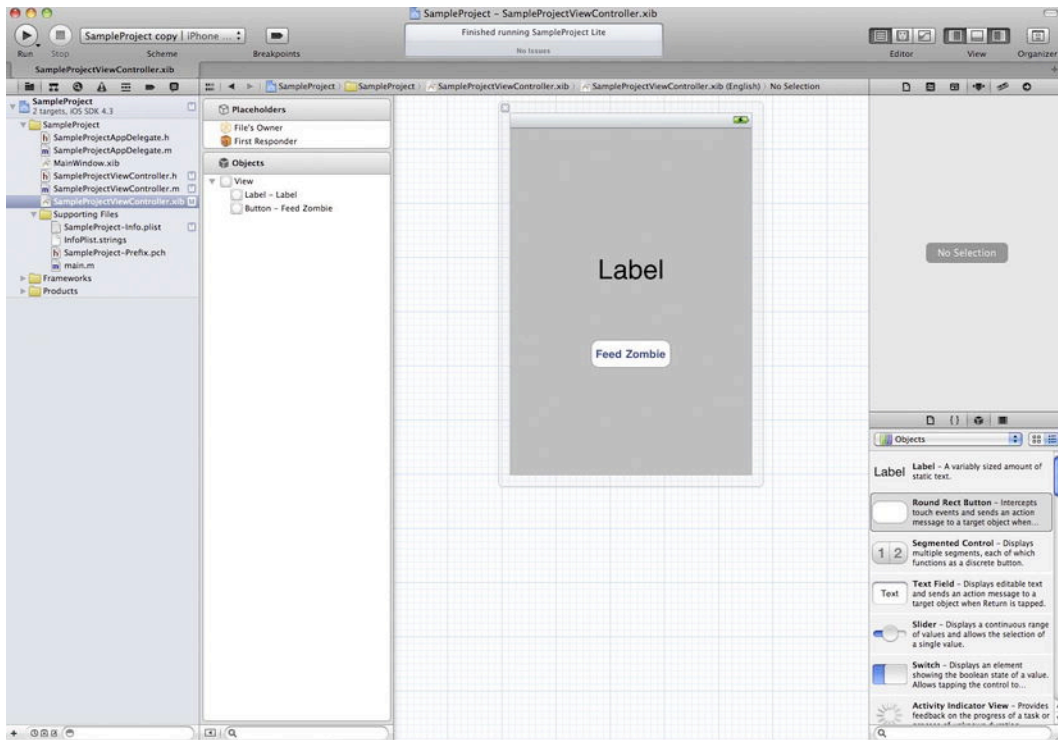 SampleProject - SampleProjectViewController.xib
SampleProject copy | iPhone ...
Finished running SampleProject Lite
No Issues
Run
Stop
Scheme
Breakpoints
Editor
View
Organizer
SampleProjectViewController.xib
SampleProject
SampleProject
SampleProjectViewController.xib
SampleProjectViewController.xib (English)
No Selection
SampleProject
2 targets, iOS SDK 4.3
SampleProject
h SampleProjectAppDelegate.h
m SampleProjectAppDelegate.m
MainWindow.xib
h SampleProjectViewController.h
m SampleProjectViewController.m
SampleProjectViewController.xib M
Supporting Files
SampleProject-Info.plist
InfoPlist.strings
h SampleProject-Prefix.pch
m main.m
Frameworks
Products
Placeholders
File's Owner
First Responder
Objects
View
Label - Label
Button - Feed Zombie
Label
Feed Zombie
No Selection
Objects
Label
Label - A variably sized amount of
static text.
Round Rect Button - Intercepts
touch events and sends an action
message to a target object when...
1 2
Segmented Control - Displays
multiple segments, each of which
functions as a discrete button.
Text
Text Field - Displays editable text
and sends an action message to a
target object when Return is tapped.
Slider - Displays a continuous range
of values and allows the selection of
a single value.
Switch - Displays an element
showing the boolean state of a value.
Allows tapping the control to...
Activity Indicator View - Provides
feedback on the progress of a task or